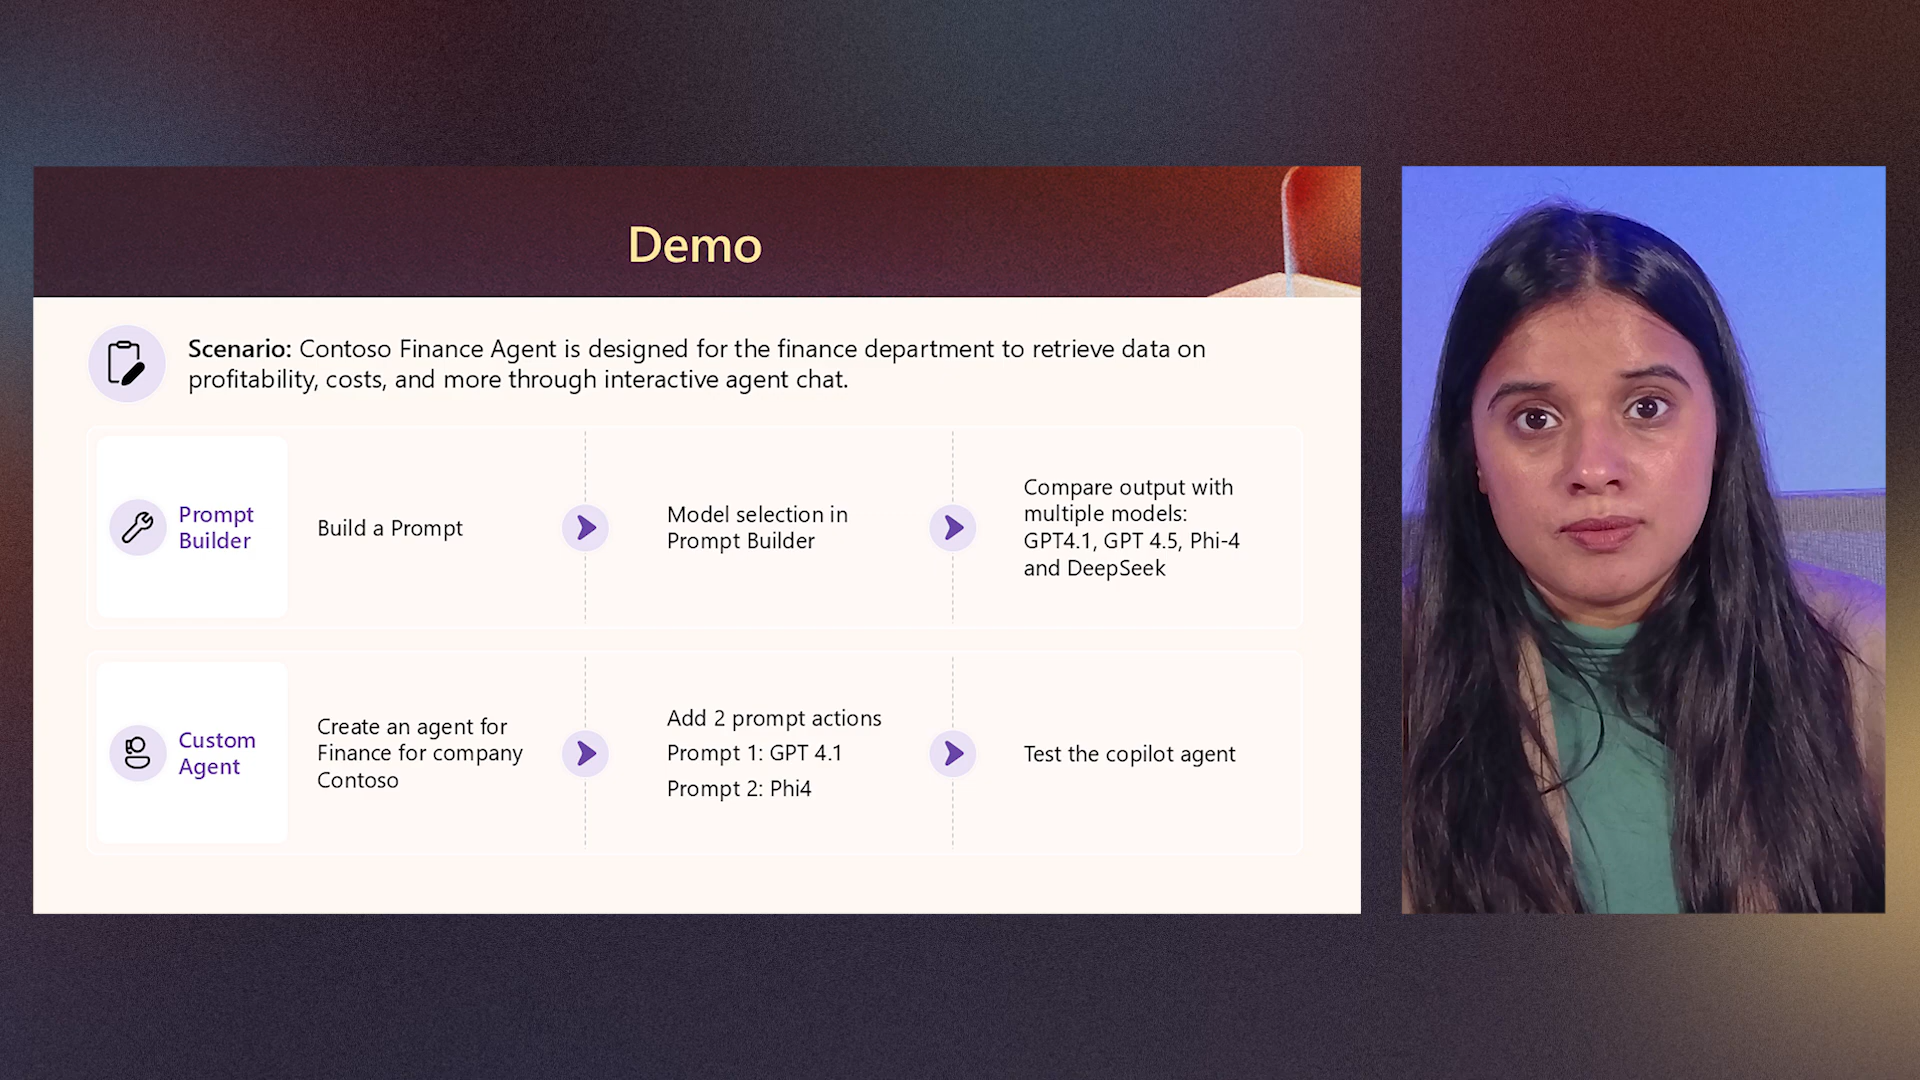 Demo
Scenario: Contoso Finance Agent is designed for the finance department to retrieve data on
profitability, costs, and more through interactive agent chat.
Prompt
Builder
Build a Prompt
Model selection in
Prompt Builder
Compare output with
multiple models:
GPT4.1, GPT 4.5, Phi-4
and DeepSeek
Custom
Agent
Create an agent for
Finance for company
Contoso
Add 2 prompt actions
Prompt 1: GPT 4.1
Prompt 2: Phi4
Test the copilot agent